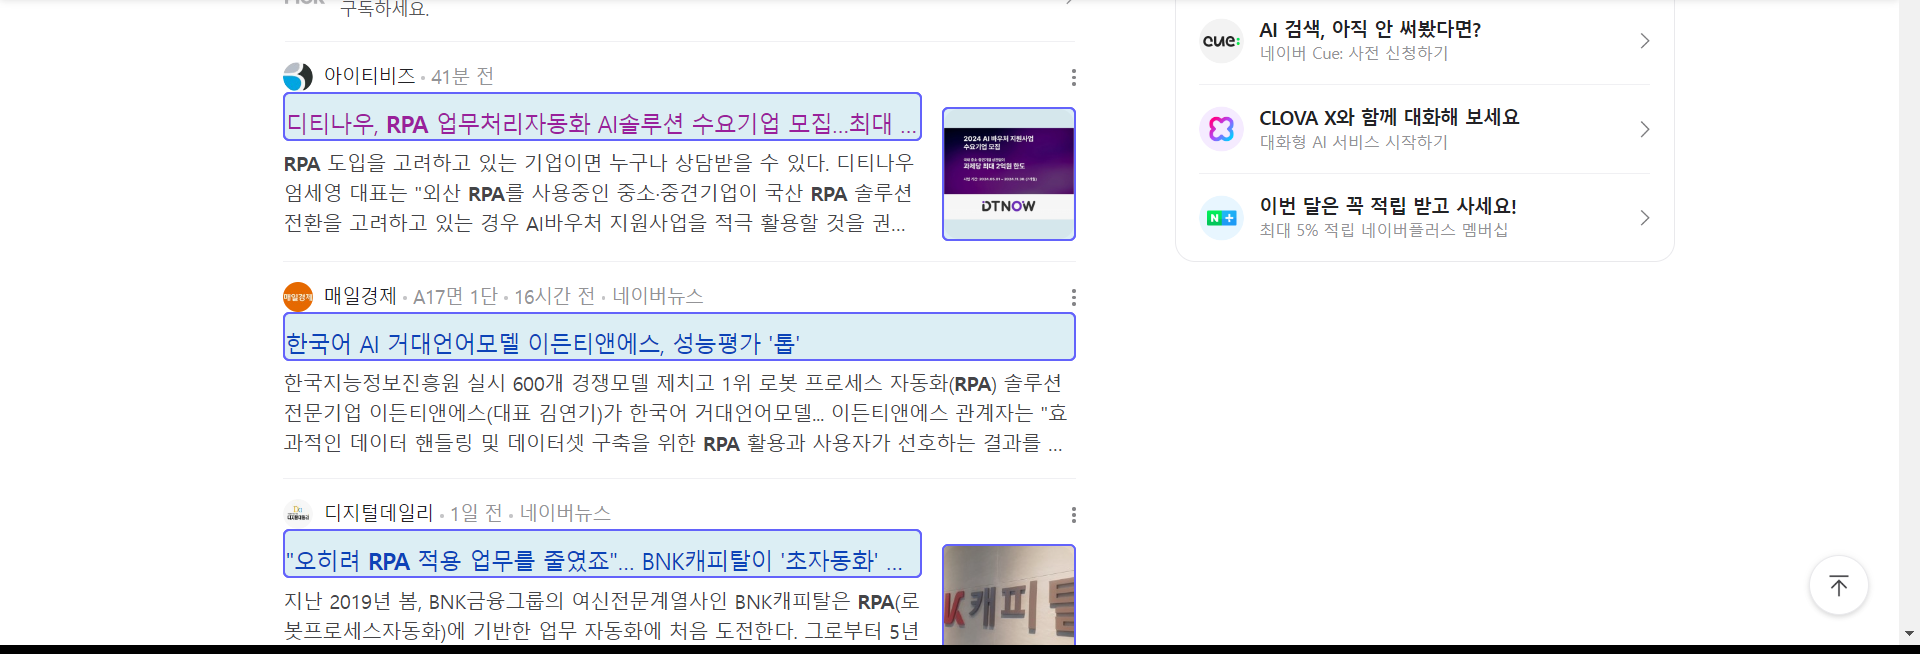 구독하세요.
아이티비즈 • 41분 전
디티나우, RPA 업무처리자동화 AI솔루션 수요기업 모집...최대 ...
RPA 도입을 고려하고 있는 기업이면 누구나 상담받을 수 있다. 디티나우
엄세영 대표는 "외산 RPA를 사용중인 중소·중견기업이 국산 RPA 솔루션
전환을 고려하고 있는 경우 AI바우처 지원사업을 적극 활용할 것을 권...
2024 AI 바우처 지원사업
수요기업 모집
과제당 최대 2억원 한도
DTNOW
매일경제
매일경제 • A17면 1단 • 16시간 전 • 네이버뉴스
한국어 AI 거대언어모델 이든티앤에스, 성능평가 '톱'
한국지능정보진흥원 실시 600개 경쟁모델 제치고 1위 로봇 프로세스 자동화(RPA) 솔루션
전문기업 이든티앤에스(대표 김연기)가 한국어 거대언어모델... 이든티앤에스 관계자는 "효
과적인 데이터 핸들링 및 데이터셋 구축을 위한 RPA 활용과 사용자가 선호하는 결과를 ...
디지털데일리 • 1일 전 • 네이버뉴스
"오히려 RPA 적용 업무를 줄였죠"... BNK캐피탈이 '초자동화' ...
지난 2019년 봄, BNK금융그룹의 여신전문계열사인 BNK캐피탈은 RPA(로
봇프로세스자동화)에 기반한 업무 자동화에 처음 도전한다. 그로부터 5년
K캐피탈
cue:
AI 검색, 아직 안 써봤다면?
네이버 Cue: 사전 신청하기
CLOVA X와 함께 대화해 보세요
대화형 AI 서비스 시작하기
N +
이번 달은 꼭 적립 받고 사세요!
최대 5% 적립 네이버플러스 멤버십